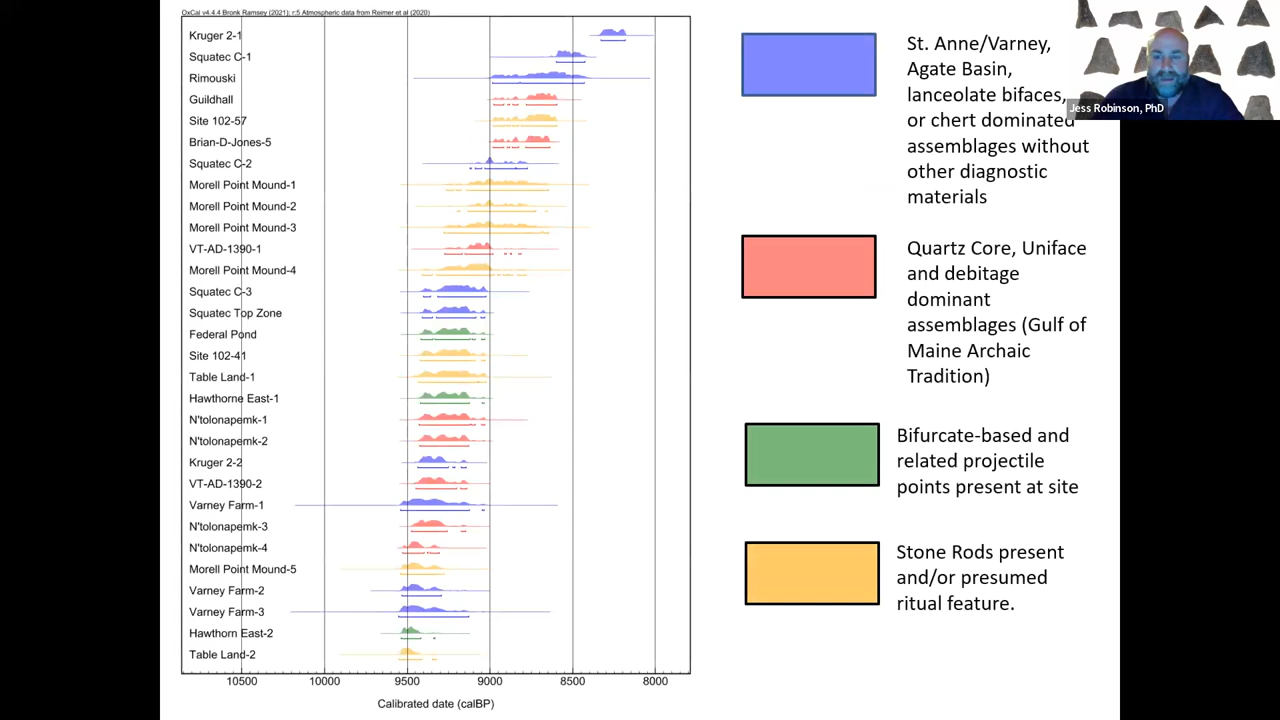 OxCal v4.4.4 Bronk Ramsey (2021); r:5 Atmospheric data from Reimer et al (2020)
Kruger 2-1
Squatec C-1
Rimouski
Guildhall
Site 102-57
Brian-D-Jones-5
Squatec C-2
Morell Point Mound-1
Morell Point Mound-2
Morell Point Mound-3
VT-AD-1390-1
Morell Point Mound-4
Squatec C-3
Squatec Top Zone
Federal Pond
Site 102-41
Table Land-1
Hawthorne East-1
N'tolonapemk-1
N'tolonapemk-2
Kruger 2-2
VT-AD-1390-2
Varney Farm-1
N'tolonapemk-3
N'tolonapemk-4
Morell Point Mound-5
Varney Farm-2
Varney Farm-3
Hawthorn East-2
Table Land-2
10500 10000 9500 9000 8500 8000
Calibrated date (calBP)
St. Anne/Varney,
Agate Basin,
lanceolate bifaces,
or chert dominated
assemblages without
other diagnostic
materials
Quartz Core, Uniface
and debitage
dominant
assemblages (Gulf of
Maine Archaic
Tradition)
Bifurcate-based and
related projectile
points present at site
Stone Rods present
and/or presumed
ritual feature.
Jess Robinson, PhD